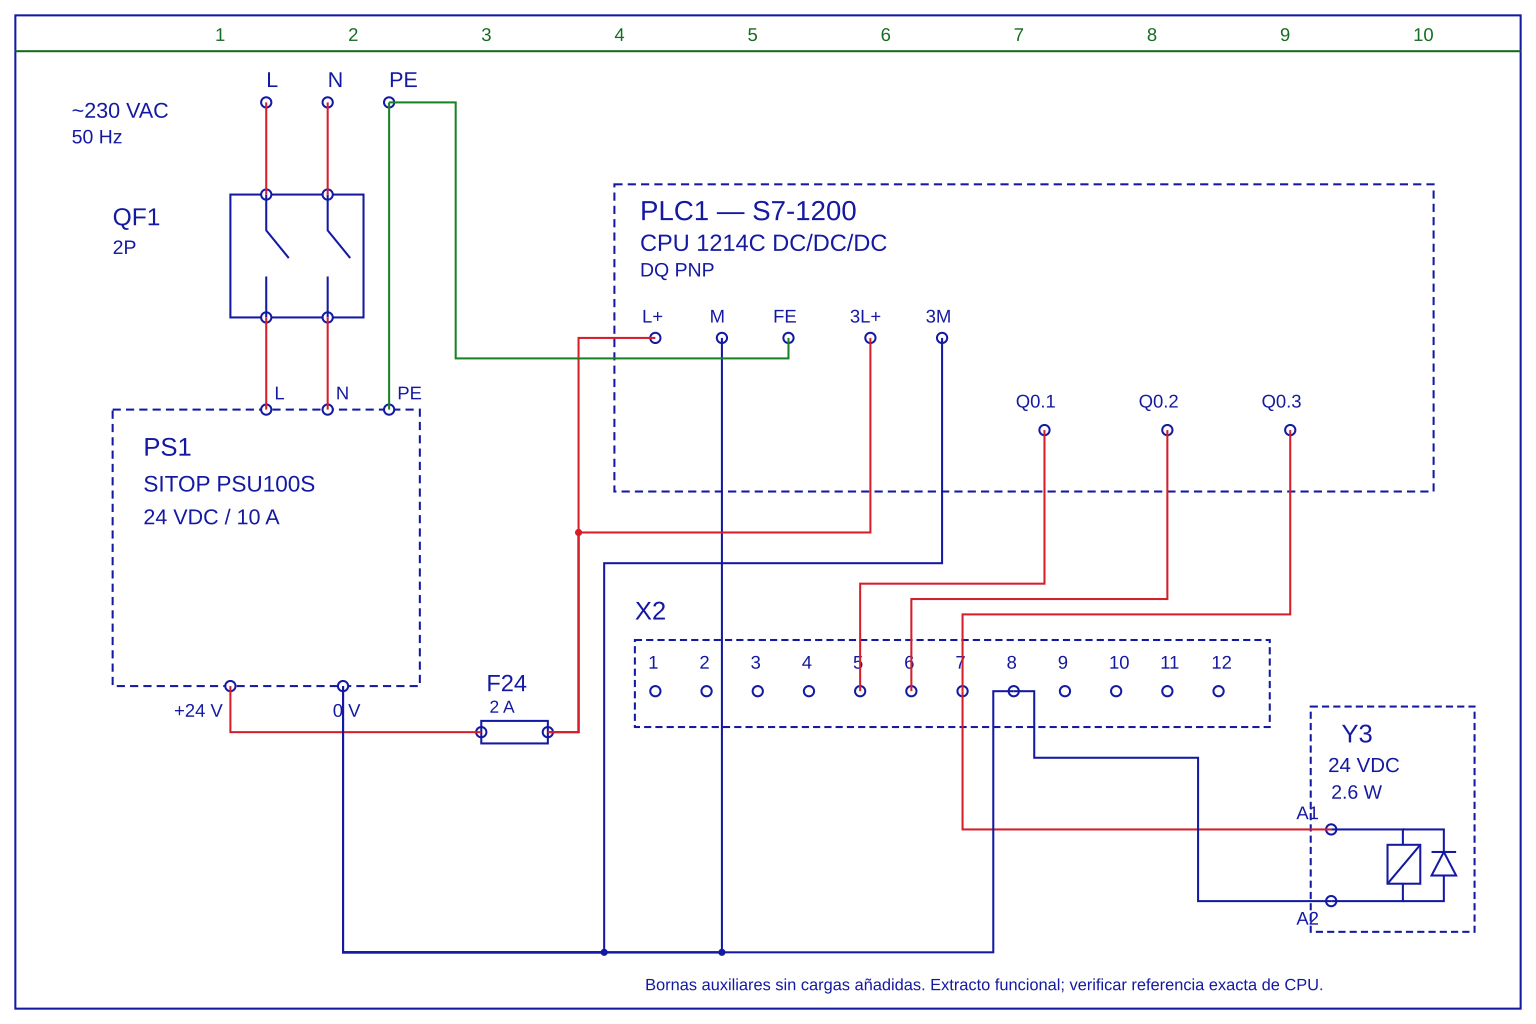 1 2 3 4 5 6 7 8 9 10
L N PE
~230 VAC
50 Hz
QF1
2P
PLC1 — S7-1200
CPU 1214C DC/DC/DC
DQ PNP
L+ M FE 3L+ 3M
Q0.1 Q0.2 Q0.3
L N PE
PS1
SITOP PSU100S
24 VDC / 10 A
+24 V 0 V
F24
2 A
X2
1 2 3 4 5 6 7 8 9 10 11 12
Y3
24 VDC
2.6 W
A1
A2
Bornas auxiliares sin cargas añadidas. Extracto funcional; verificar referencia exacta de CPU.